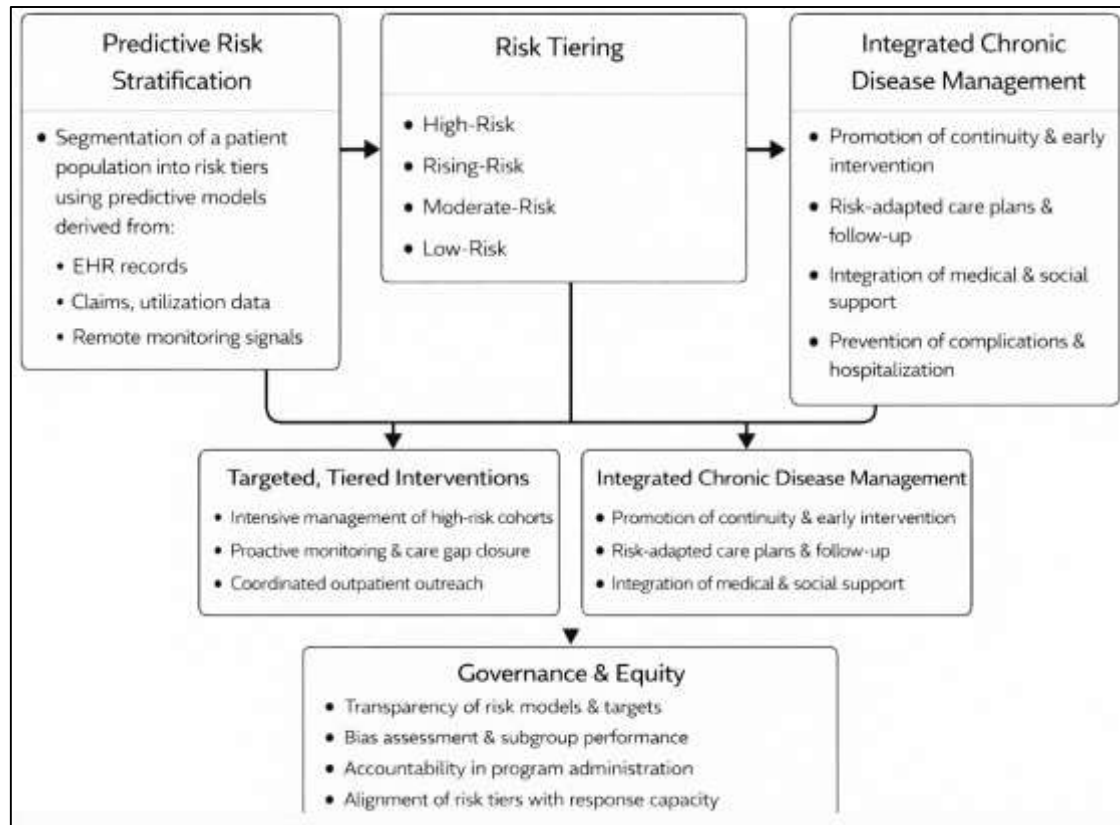 Predictive Risk
Stratification
• Segmentation of a patient
population into risk tiers
using predictive models
derived from:
• EHR records
• Claims, utilization data
• Remote monitoring signals
Risk Tiering
• High-Risk
• Rising-Risk
• Moderate-Risk
• Low-Risk
Integrated Chronic
Disease Management
• Promotion of continuity & early
intervention
• Risk-adapted care plans &
follow-up
• Integration of medical & social
support
• Prevention of complications &
hospitalization
Targeted, Tiered Interventions
• Intensive management of high-risk cohorts
• Proactive monitoring & care gap closure
• Coordinated outpatient outreach
Integrated Chronic Disease Management
• Promotion of continuity & early intervention
• Risk-adapted care plans & follow-up
• Integration of medical & social support
Governance & Equity
• Transparency of risk models & targets
• Bias assessment & subgroup performance
• Accountability in program administration
• Alignment of risk tiers with response capacity